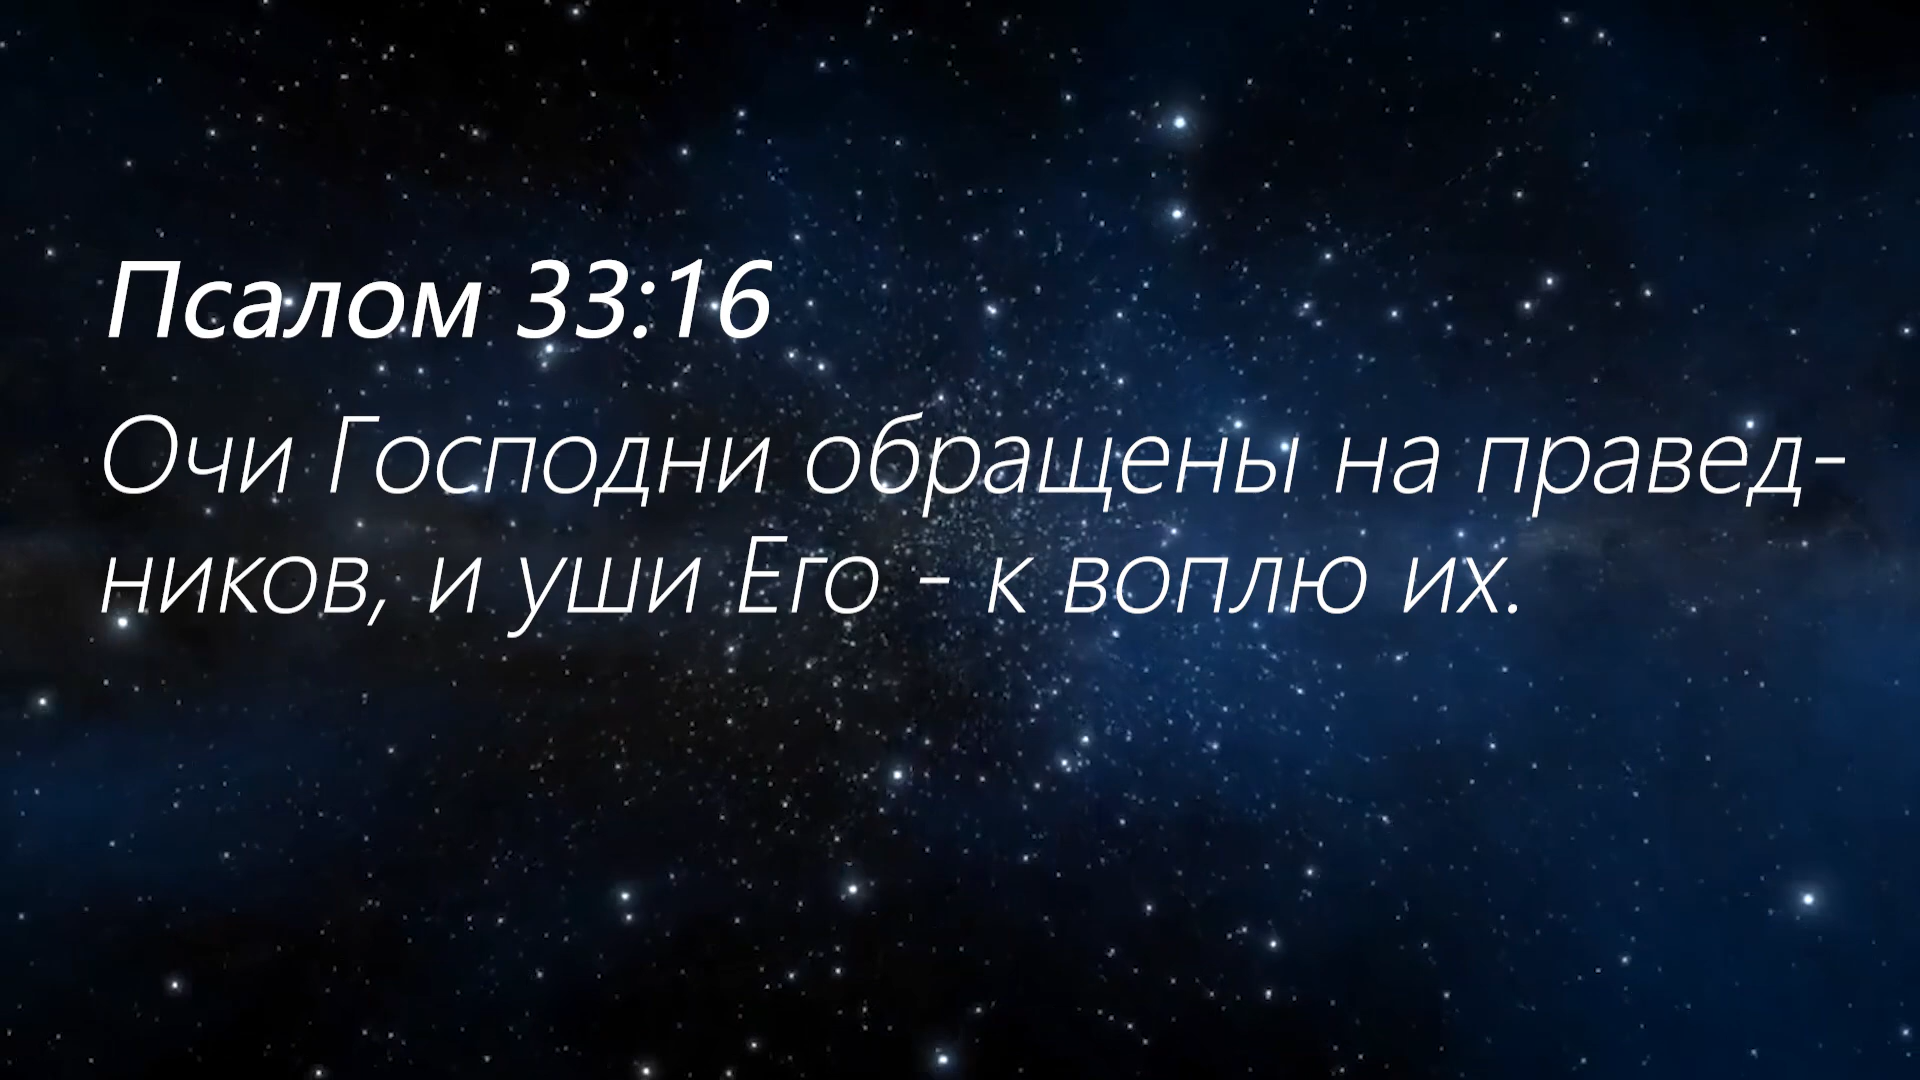 Псалом 33:16
Очи Господни обращены на правед-
ников, и уши Его - к воплю их.